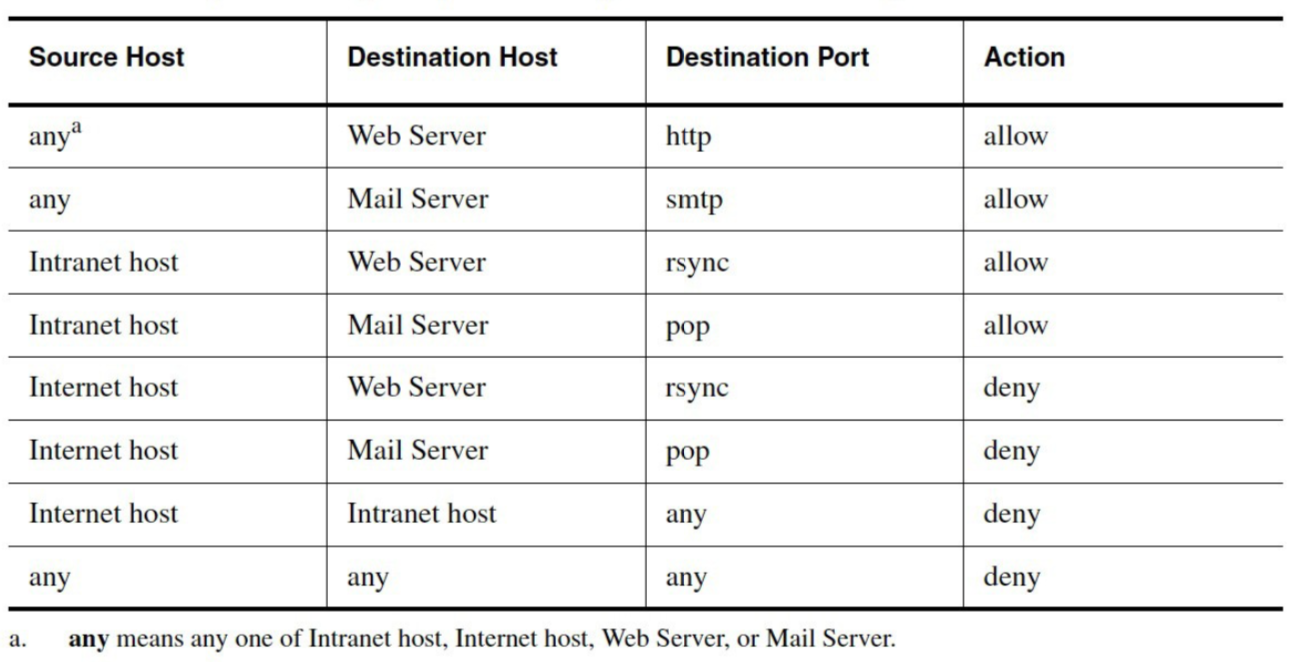 Source Host Destination Host Destination Port Action
anyᵃ Web Server http allow
any Mail Server smtp allow
Intranet host Web Server rsync allow
Intranet host Mail Server pop allow
Internet host Web Server rsync deny
Internet host Mail Server pop deny
Internet host Intranet host any deny
any any any deny
a. any means any one of Intranet host, Internet host, Web Server, or Mail Server.